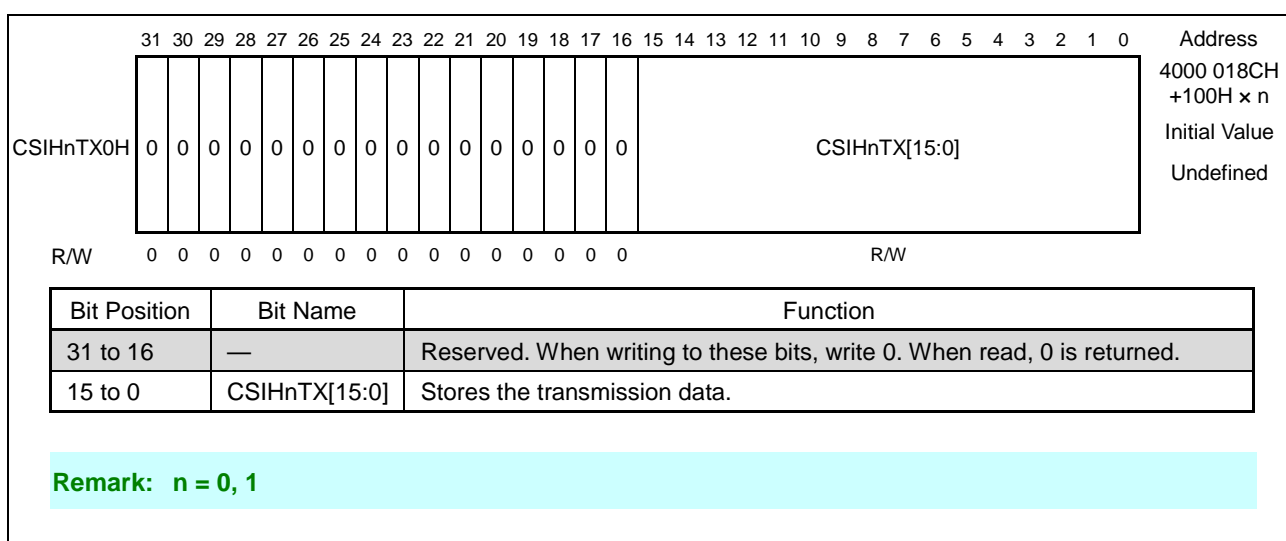 31 30 29 28 27 26 25 24 23 22 21 20 19 18 17 16 15 14 13 12 11 10 9 8 7 6 5 4 3 2 1 0 Address
4000 018CH
+100H × n
CSIHnTX0H 0 0 0 0 0 0 0 0 0 0 0 0 0 0 0 0 CSIHnTX[15:0]
Initial Value
Undefined
R/W 0 0 0 0 0 0 0 0 0 0 0 0 0 0 0 0 R/W
Bit Position Bit Name Function
31 to 16 — Reserved. When writing to these bits, write 0. When read, 0 is returned.
15 to 0 CSIHnTX[15:0] Stores the transmission data.
Remark: n = 0, 1